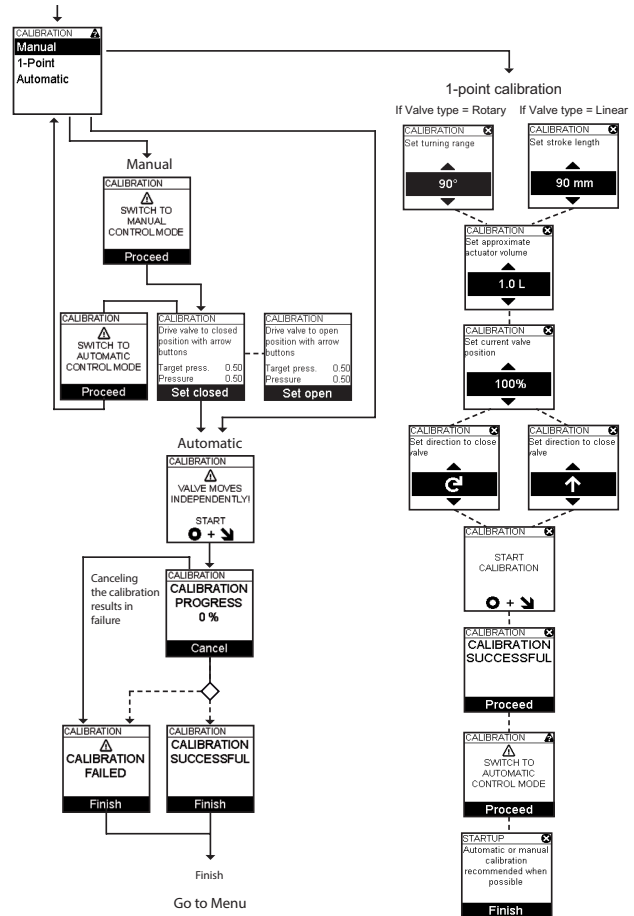 CALIBRATION
Manual
1-Point
Automatic
Manual
CALIBRATION
SWITCH TO
MANUAL
CONTROL MODE
Proceed
CALIBRATION
SWITCH TO
AUTOMATIC
CONTROL MODE
Proceed
CALIBRATION
Drive valve to closed
position with arrow
buttons
Target press. 0.50
Pressure 0.50
Set closed
CALIBRATION
Drive valve to open
position with arrow
buttons
Target press. 0.50
Pressure 0.50
Set open
Automatic
CALIBRATION
VALVE MOVES
INDEPENDENTLY!
START
+
Canceling
the calibration
results in
failure
CALIBRATION
CALIBRATION
PROGRESS
0 %
Cancel
CALIBRATION
CALIBRATION
FAILED
Finish
CALIBRATION
CALIBRATION
SUCCESSFUL
Finish
Finish
Go to Menu
1-point calibration
If Valve type = Rotary
If Valve type = Linear
CALIBRATION
Set turning range
90°
CALIBRATION
Set stroke length
90 mm
CALIBRATION
Set approximate
actuator volume
1.0 L
CALIBRATION
Set current valve
position
100%
CALIBRATION
Set direction to close
valve
CALIBRATION
Set direction to close
valve
CALIBRATION
START
CALIBRATION
+
CALIBRATION
CALIBRATION
SUCCESSFUL
Proceed
CALIBRATION
SWITCH TO
AUTOMATIC
CONTROL MODE
Proceed
STARTUP
Automatic or manual
calibration
recommended when
possible
Finish